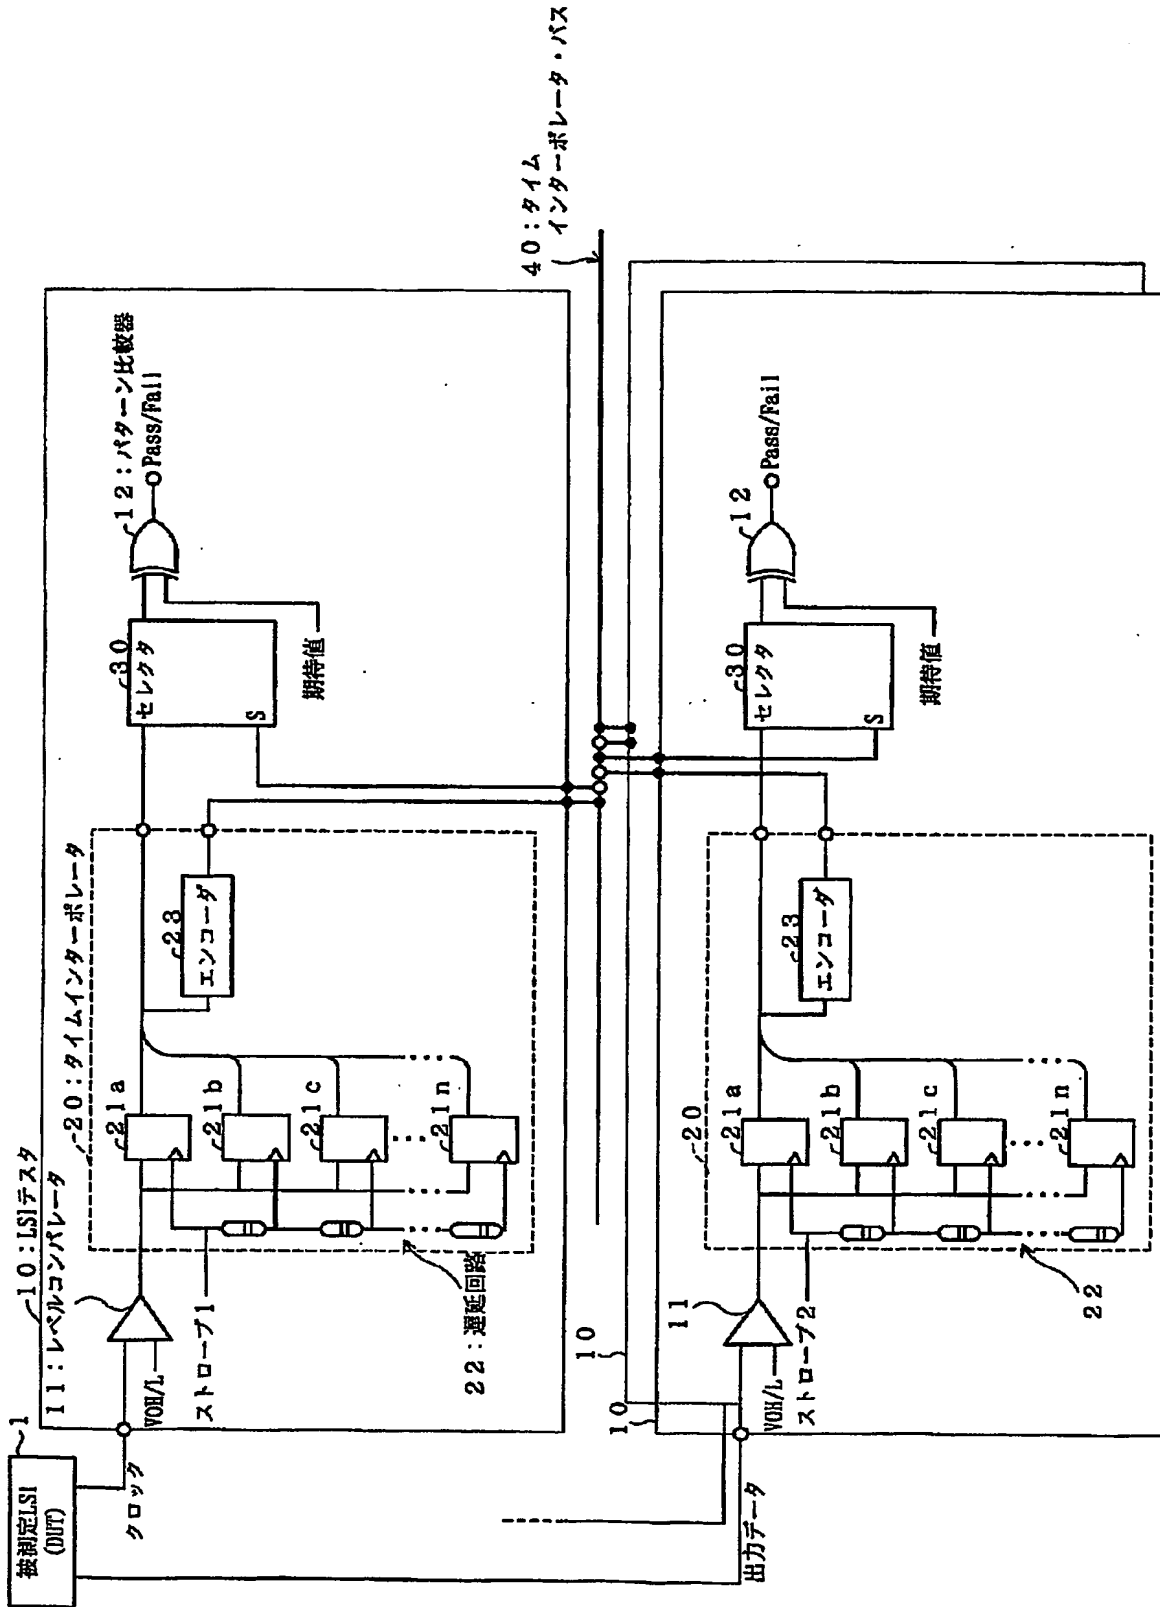 被測定LSI
(DUT)
1
クロック
出力データ
10：LSIテスタ
11：レベルコンパレータ
VOH/L
ストローブ1
20：タイムインターポレータ
21a
21b
21c
21n
22：遅延回路
23
エンコーダ
30
セレクタ
S
期待値
12：パターン比較器
Pass/Fail
40：タイム
インターポレータ・バス
10
10
11
VOH/L
ストローブ2
20
21a
21b
21c
21n
22
23
エンコーダ
30
セレクタ
S
期待値
12
Pass/Fail